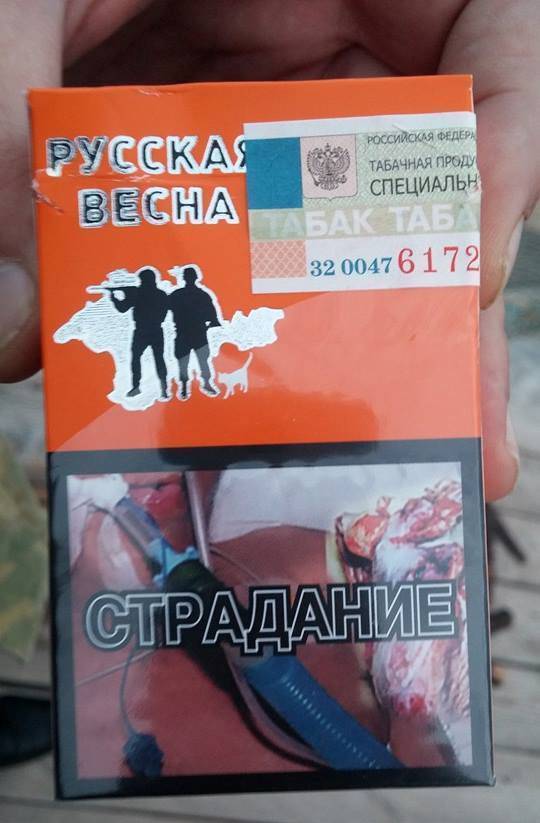 РУССКАЯ
ВЕСНА
РОССИЙСКАЯ ФЕДЕРА
ТАБАЧНАЯ ПРОДУ
СПЕЦИАЛЬН
ТАБАК ТАБА
32 0047 6172
СТРАДАНИЕ